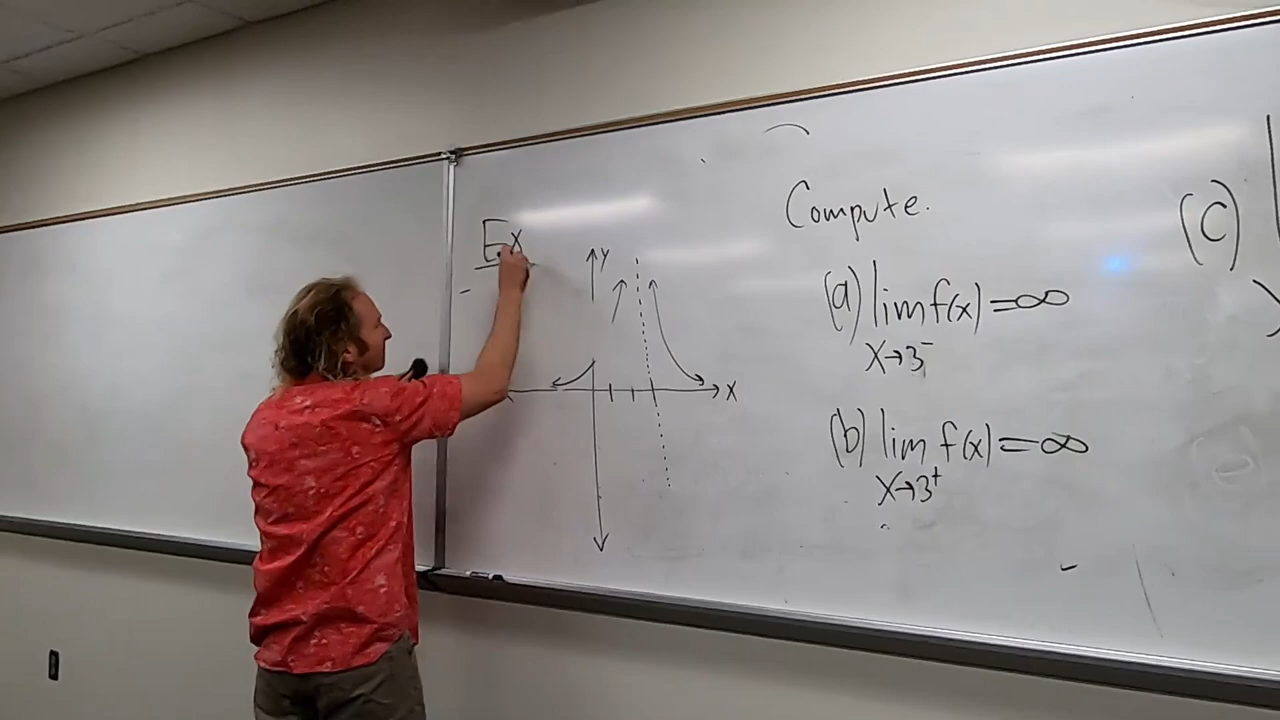 Ex
y
x
Compute.
(a) lim f(x) = ∞
x→3⁻
(b) lim f(x) = ∞
x→3⁺
(c)